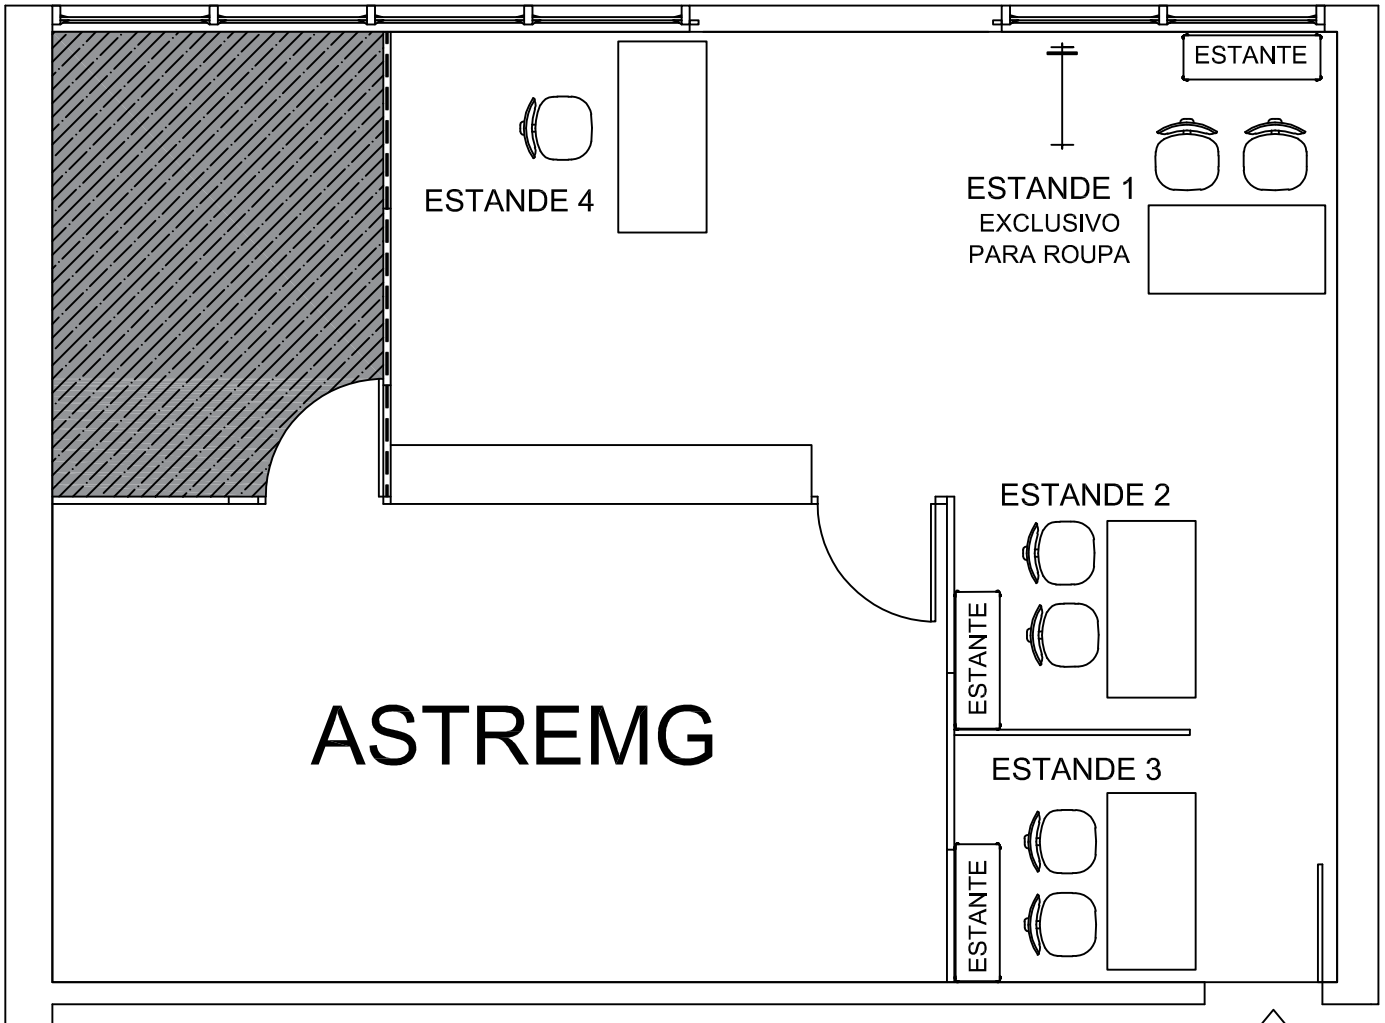 ESTANTE
ESTANDE 4
ESTANDE 1
EXCLUSIVO
PARA ROUPA
ESTANDE 2
ESTANTE
ASTREMG
ESTANDE 3
ESTANTE